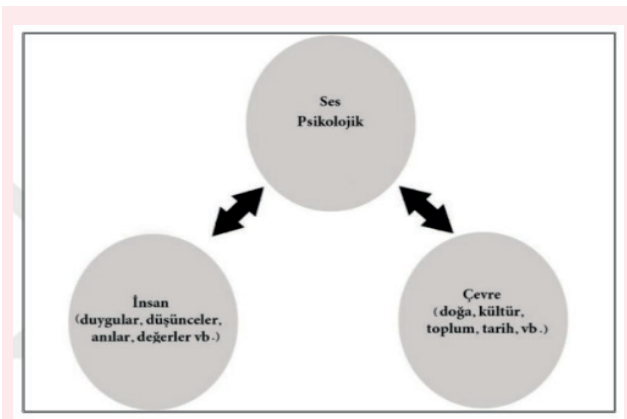 Ses
Psikolojik
İnsan
(duygular, düşünceler,
anılar, değerler vb.)
Çevre
(doğa, kültür,
toplum, tarih, vb.)